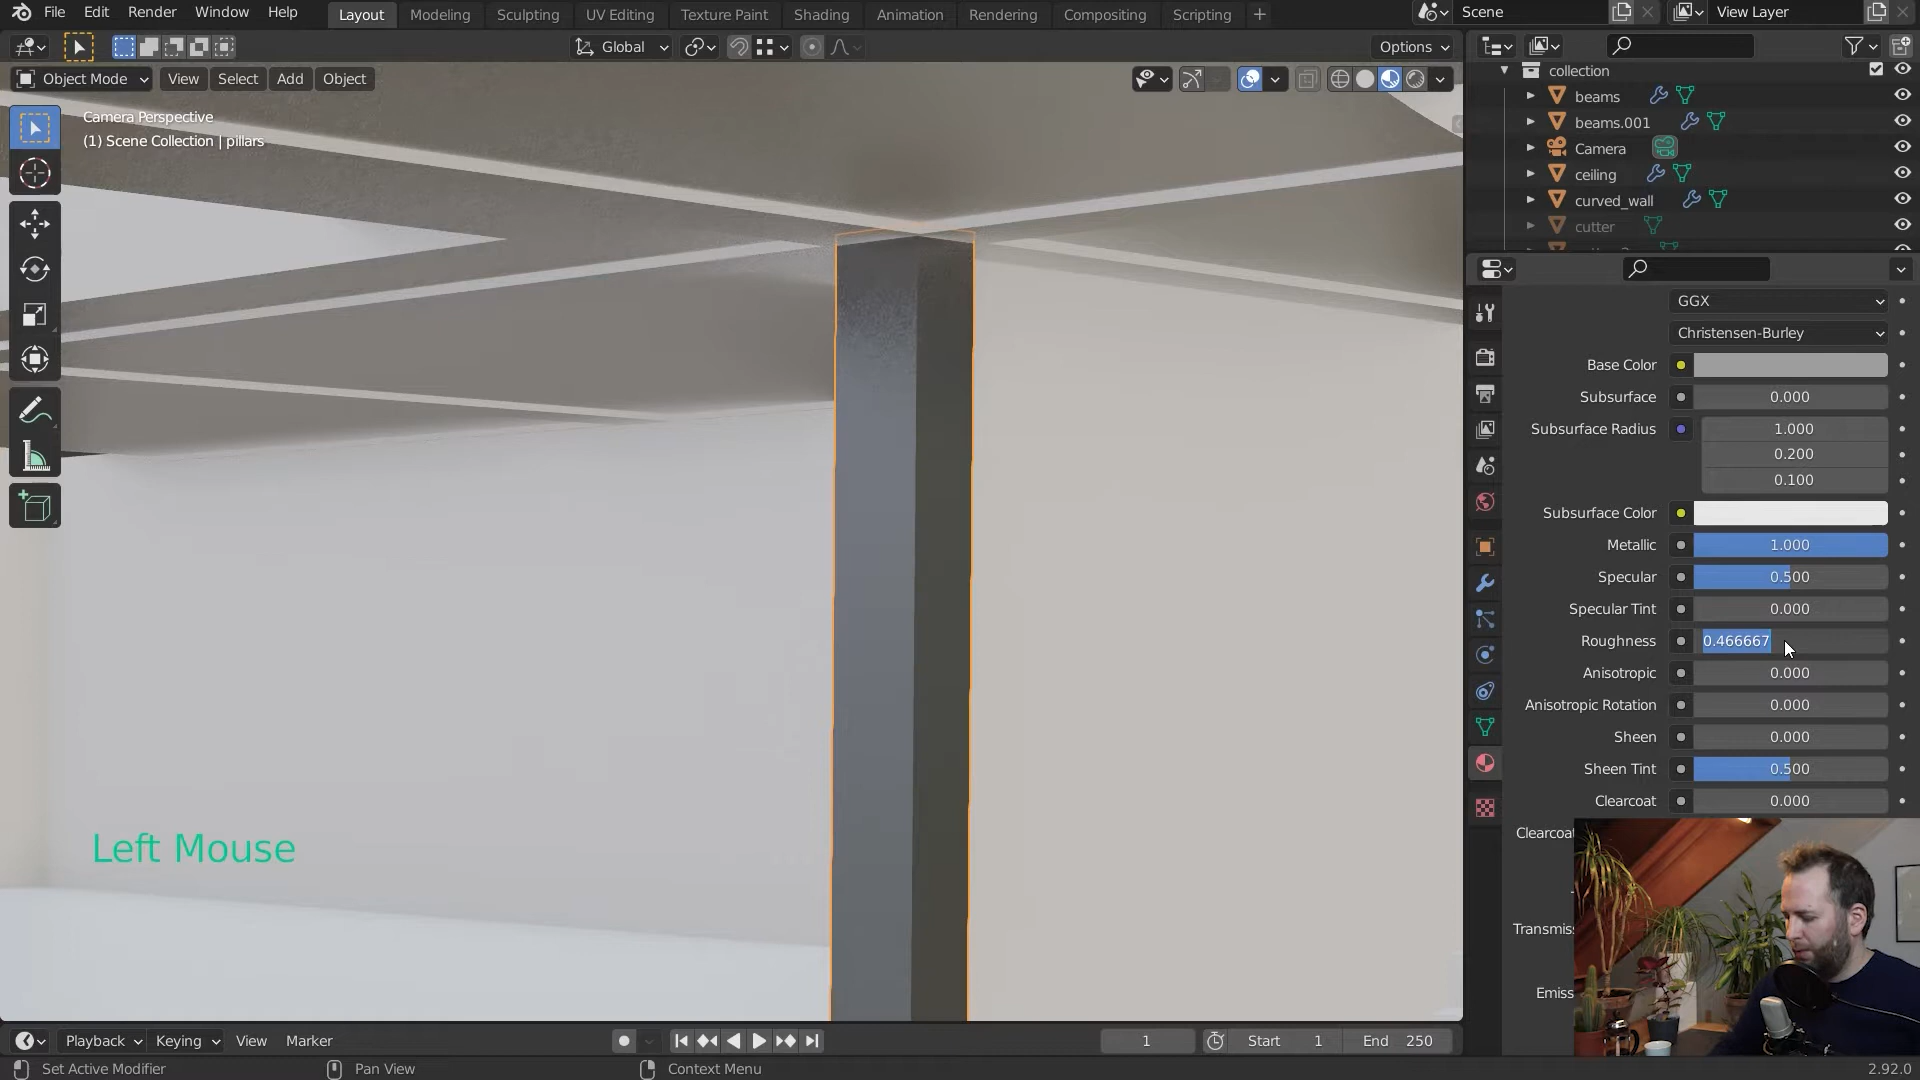 File Edit Render Window Help Layout Modeling Sculpting UV Editing Texture Paint Shading Animation Rendering Compositing Scripting + Scene View Layer
Global Options
Object Mode View Select Add Object
Camera Perspective
(1) Scene Collection | pillars
collection
beams
beams.001
Camera
ceiling
curved_wall
cutter
GGX
Christensen-Burley
Base Color
Subsurface 0.000
Subsurface Radius 1.000
0.200
0.100
Subsurface Color
Metallic 1.000
Specular 0.500
Specular Tint 0.000
Roughness 0.466667
Anisotropic 0.000
Anisotropic Rotation 0.000
Sheen 0.000
Sheen Tint 0.500
Clearcoat 0.000
Clearcoat
Transmiss
Emiss
Left Mouse
Playback Keying View Marker 1 Start 1 End 250
Set Active Modifier Pan View Context Menu 2.92.0